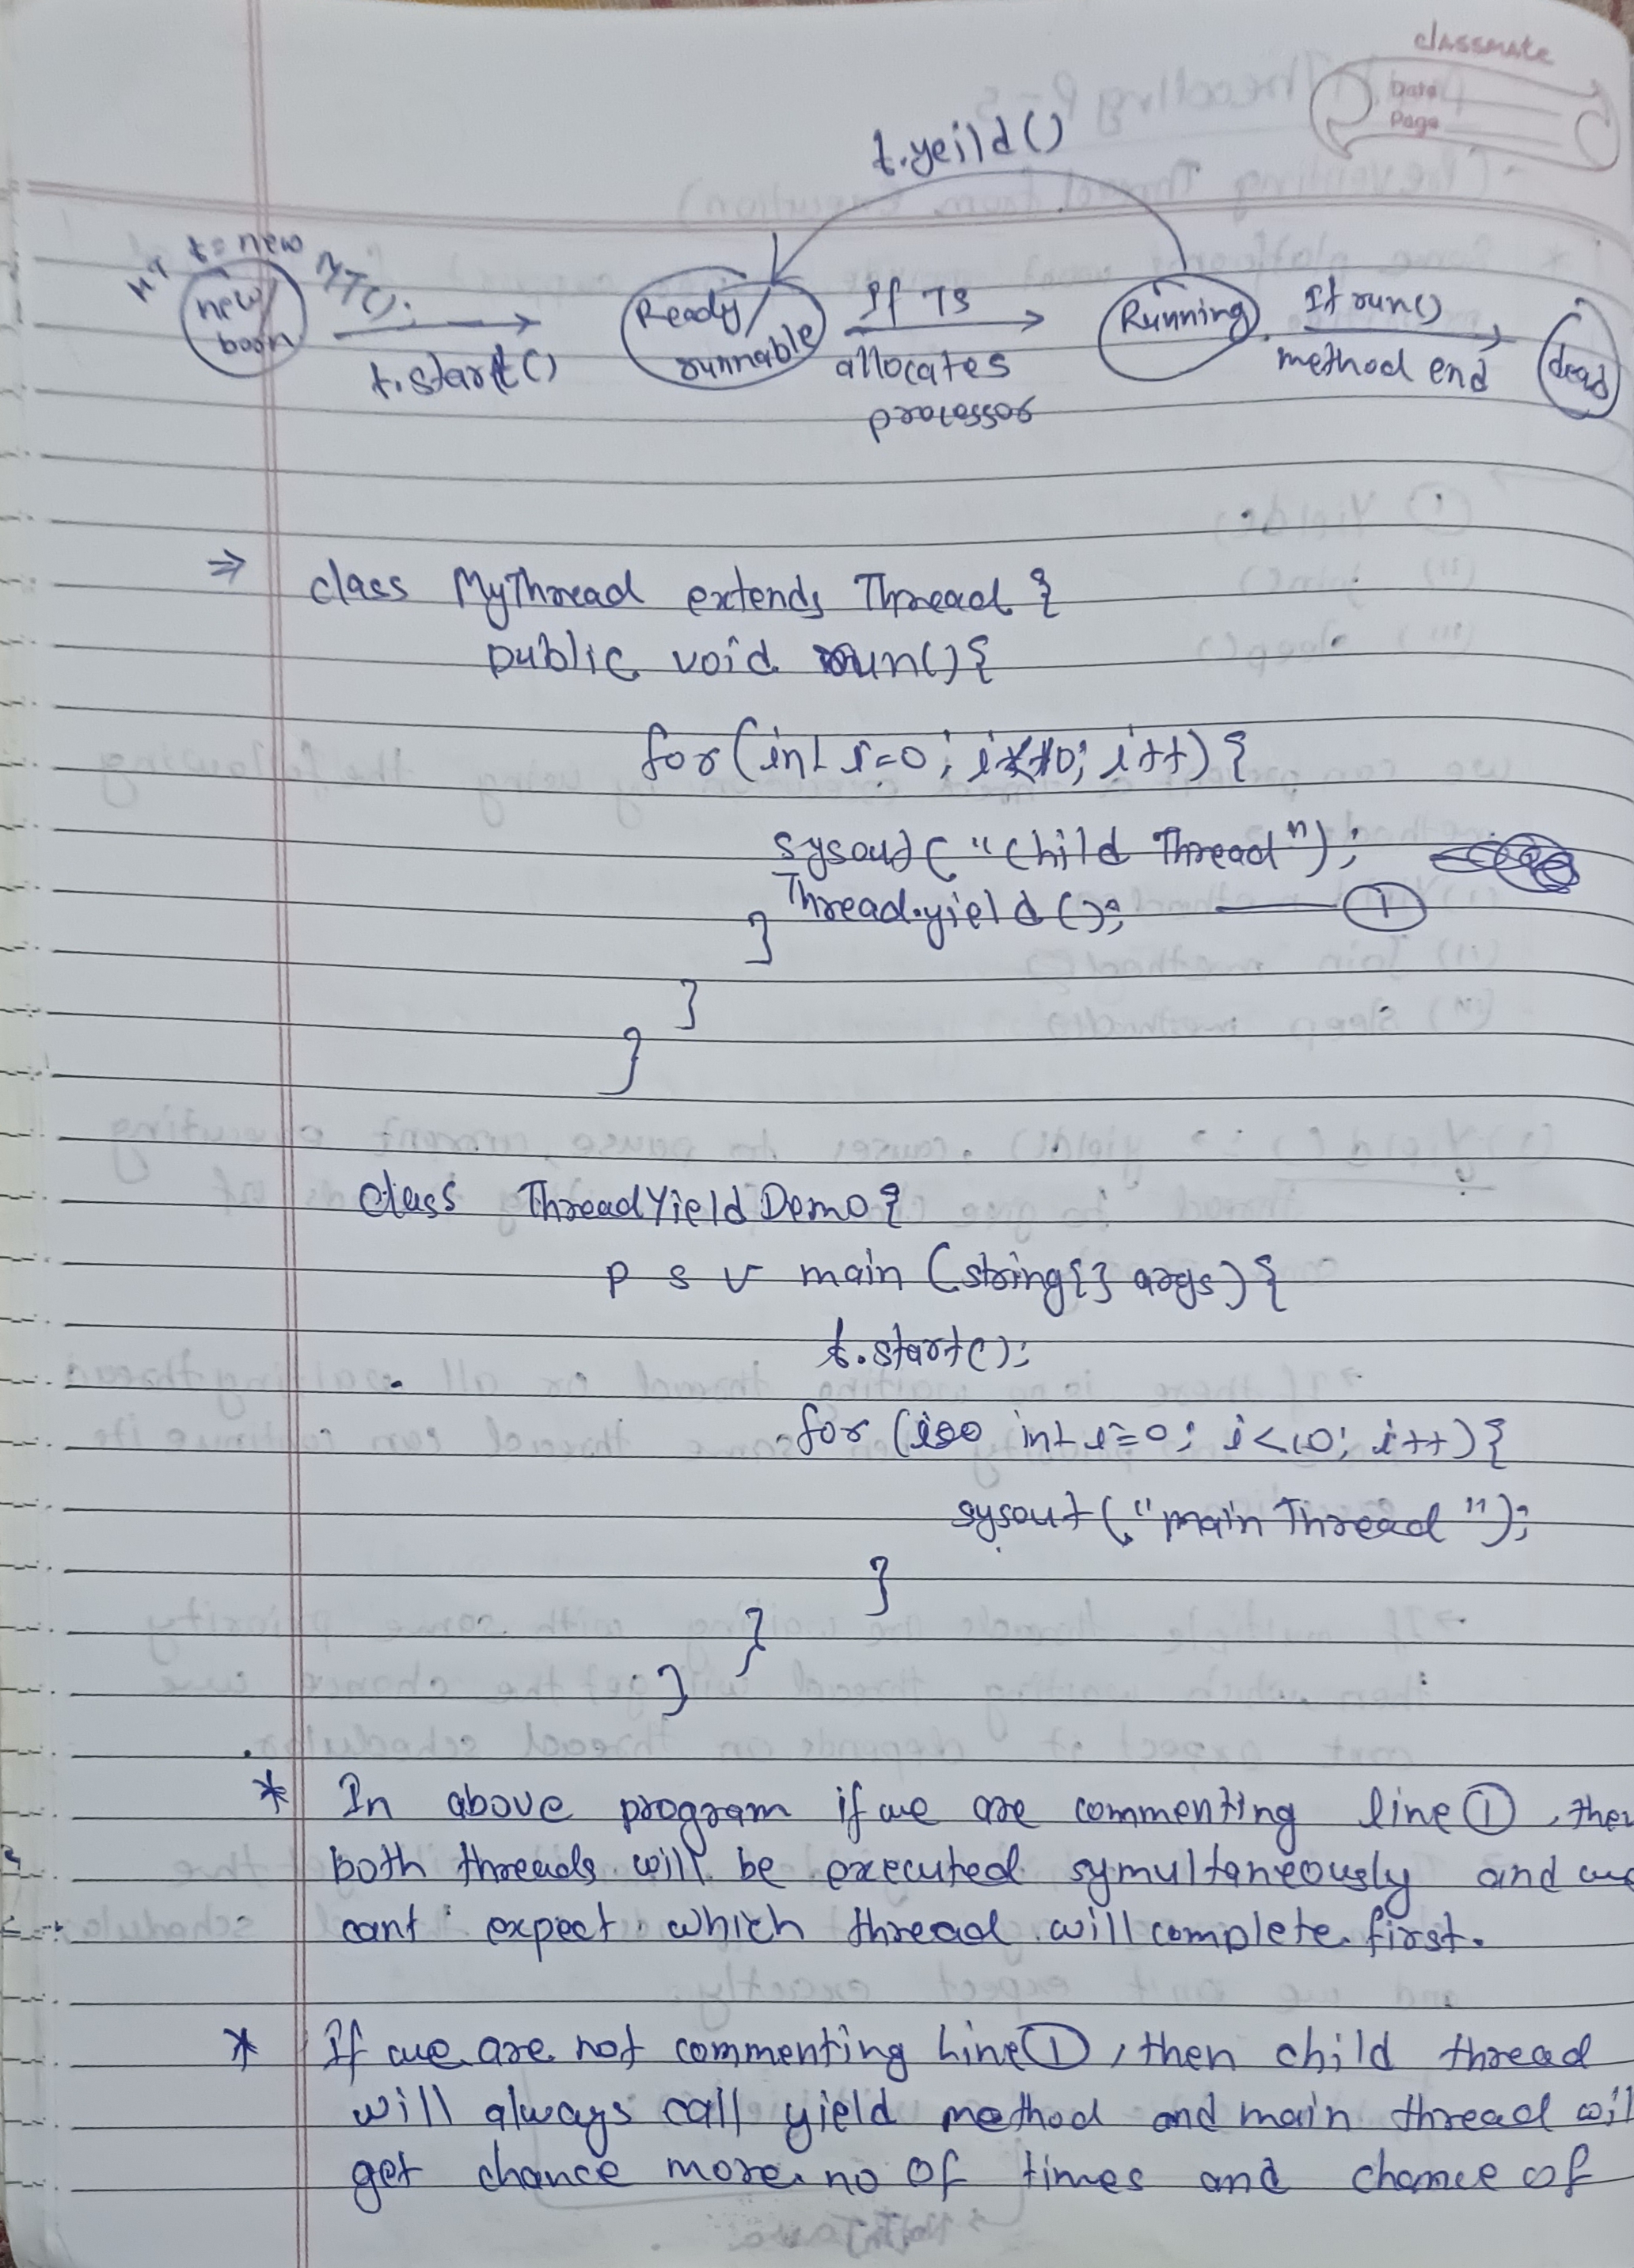 classmate
Date
Page
t.yeild()
MT t = new MT();
new/
born
t.start()
Ready/
runnable
If TS
allocates
processor
Running
If run()
method end
dead
⇒ class MyThread extends Thread {
public void run(){
for(int i=0; i<10; i++) {
sysout("Child Thread");
Thread.yield(); —— ①
}
}
}
class ThreadYieldDemo{
p s v main (string[] args) {
t.start();
for (int i=0; i<10; i++) {
sysout("main Thread");
}
}
}
* In above program if we are commenting line ①, then
both threads will be executed symultaneously and we
cant expect which thread will complete first.
* If we are not commenting line ①, then child thread
will always call yield method and main thread will
get chance more no of times and chance of